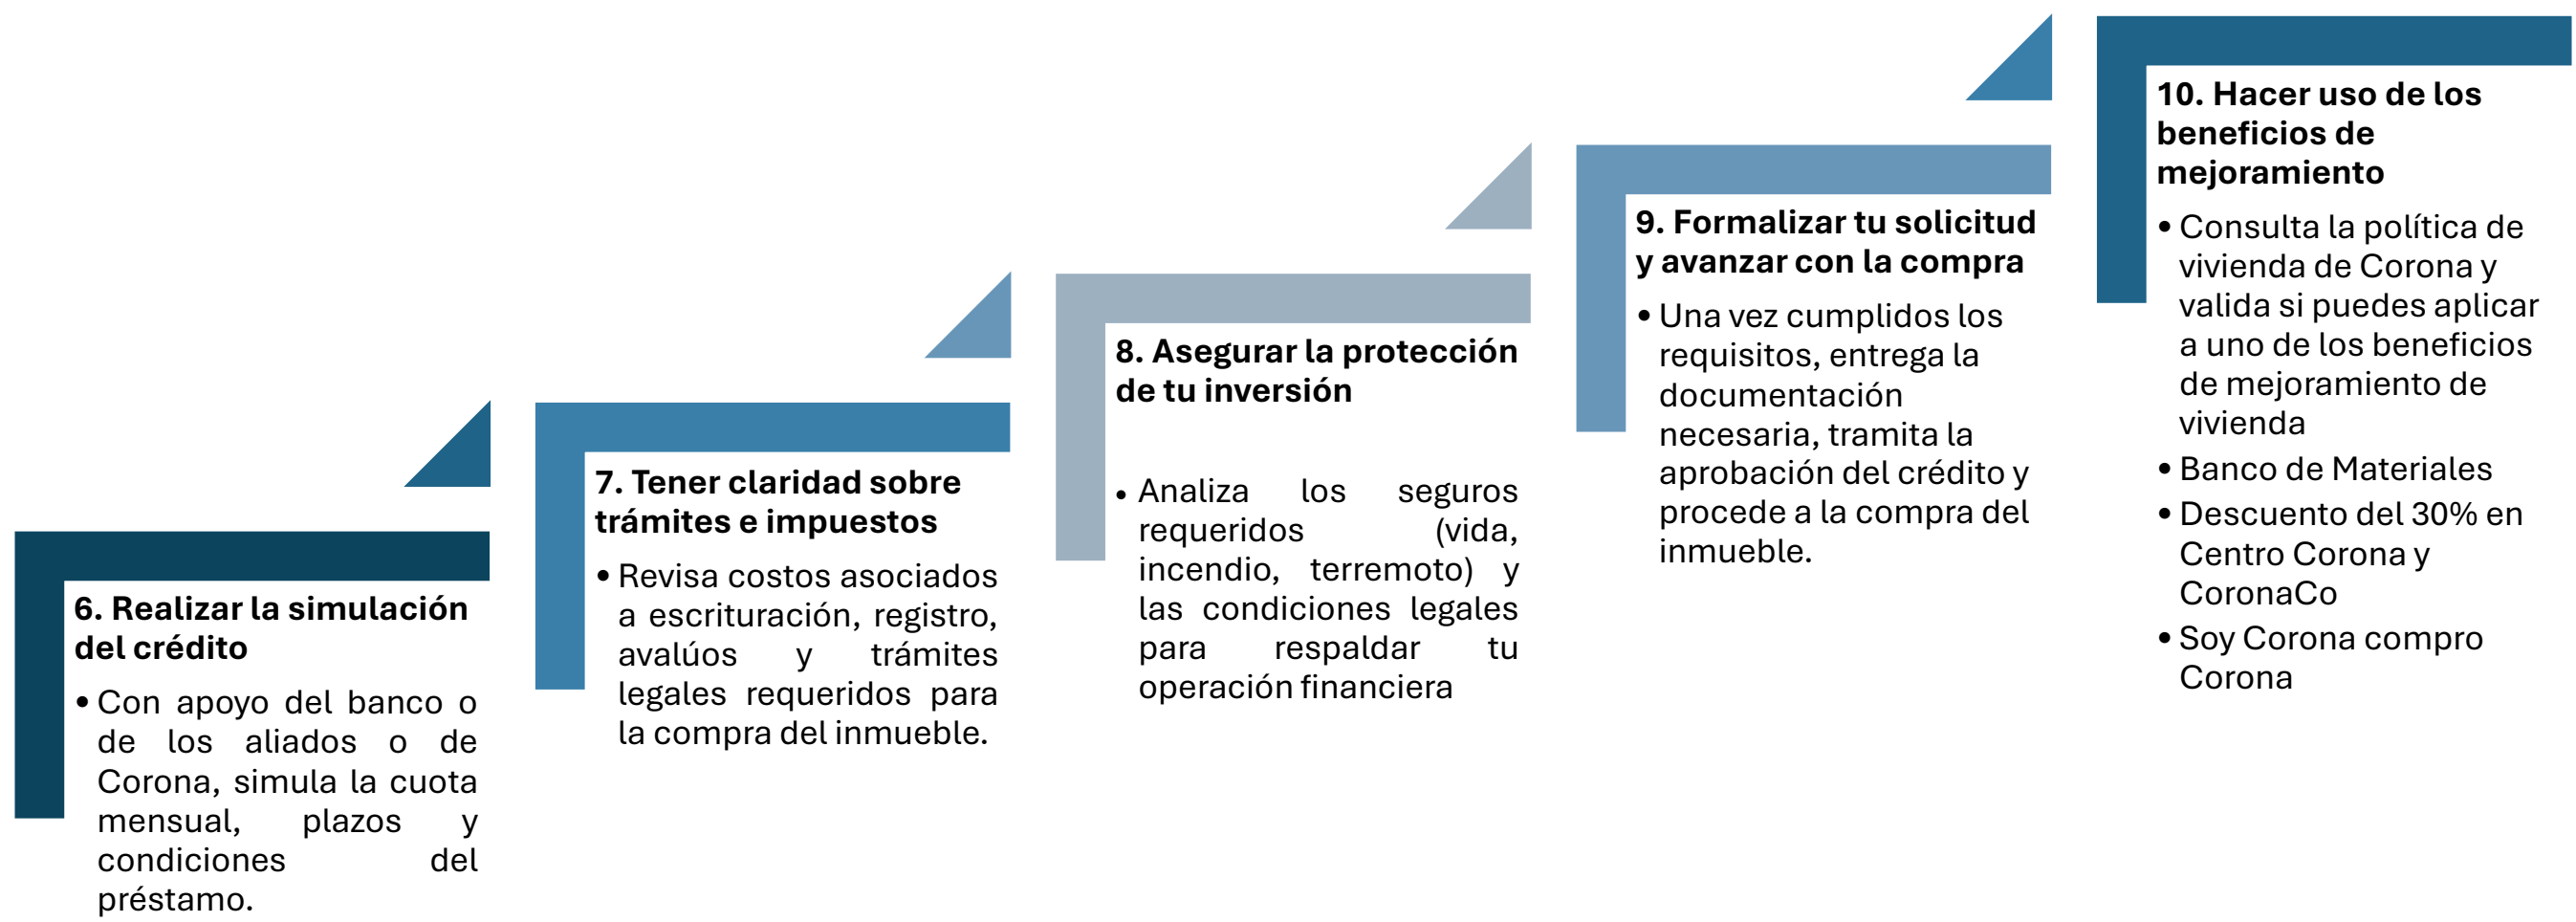 6. Realizar la simulación
del crédito
• Con apoyo del banco o
de los aliados o de
Corona, simula la cuota
mensual, plazos y
condiciones del
préstamo.
7. Tener claridad sobre
trámites e impuestos
• Revisa costos asociados
a escrituración, registro,
avalúos y trámites
legales requeridos para
la compra del inmueble.
8. Asegurar la protección
de tu inversión
• Analiza los seguros
requeridos (vida,
incendio, terremoto) y
las condiciones legales
para respaldar tu
operación financiera
9. Formalizar tu solicitud
y avanzar con la compra
• Una vez cumplidos los
requisitos, entrega la
documentación
necesaria, tramita la
aprobación del crédito y
procede a la compra del
inmueble.
10. Hacer uso de los
beneficios de
mejoramiento
• Consulta la política de
vivienda de Corona y
valida si puedes aplicar
a uno de los beneficios
de mejoramiento de
vivienda
• Banco de Materiales
• Descuento del 30% en
Centro Corona y
CoronaCo
• Soy Corona compro
Corona